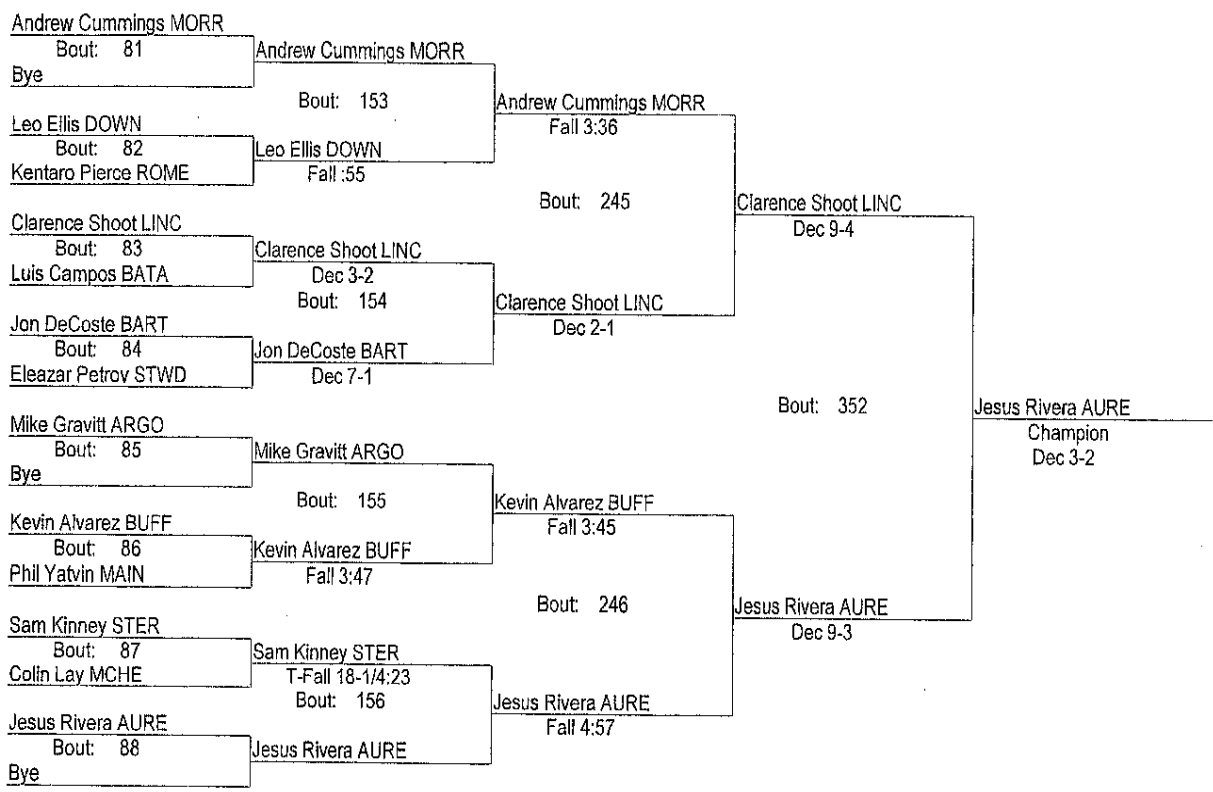 Andrew Cummings MORR
Bout: 81
Bye
Andrew Cummings MORR
Bout: 153
Leo Ellis DOWN
Bout: 82
Kentaro Pierce ROME
Leo Ellis DOWN
Fall :55
Andrew Cummings MORR
Fall 3:36
Bout: 245
Clarence Shoot LINC
Bout: 83
Luis Campos BATA
Clarence Shoot LINC
Dec 3-2
Bout: 154
Jon DeCoste BART
Bout: 84
Eleazar Petrov STWD
Jon DeCoste BART
Dec 7-1
Clarence Shoot LINC
Dec 2-1
Clarence Shoot LINC
Dec 9-4
Bout: 352
Mike Gravitt ARGO
Bout: 85
Bye
Mike Gravitt ARGO
Bout: 155
Kevin Alvarez BUFF
Bout: 86
Phil Yatvin MAIN
Kevin Alvarez BUFF
Fall 3:47
Kevin Alvarez BUFF
Fall 3:45
Bout: 246
Sam Kinney STER
Bout: 87
Colin Lay MCHE
Sam Kinney STER
T-Fall 18-1/4:23
Bout: 156
Jesus Rivera AURE
Bout: 88
Bye
Jesus Rivera AURE
Jesus Rivera AURE
Fall 4:57
Jesus Rivera AURE
Dec 9-3
Jesus Rivera AURE
Champion
Dec 3-2